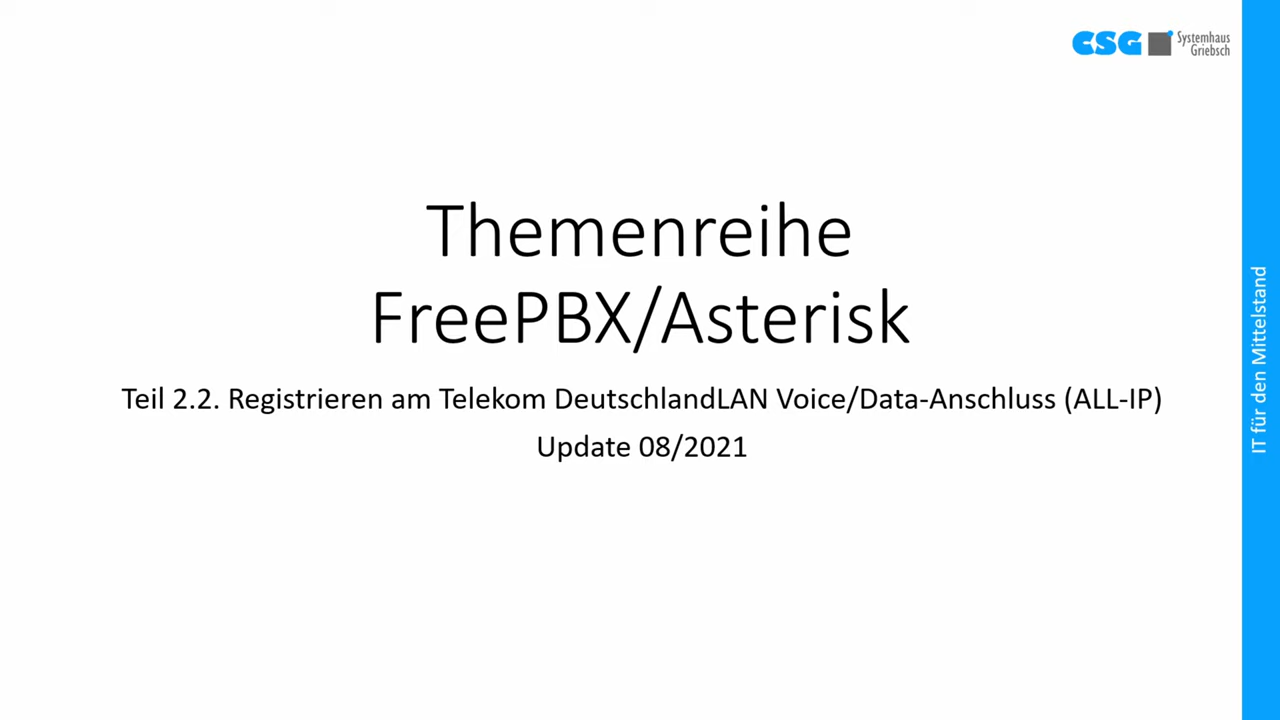 CSG Systemhaus
Griebsch
Themenreihe
FreePBX/Asterisk
Teil 2.2. Registrieren am Telekom DeutschlandLAN Voice/Data-Anschluss (ALL-IP)
Update 08/2021
IT für den Mittelstand